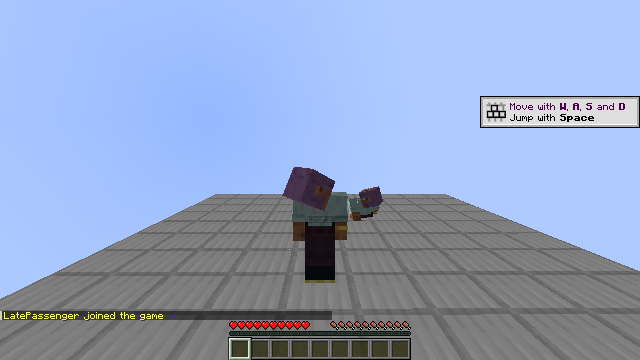 Move with W, A, S and D
Jump with Space
LatePassenger joined the game